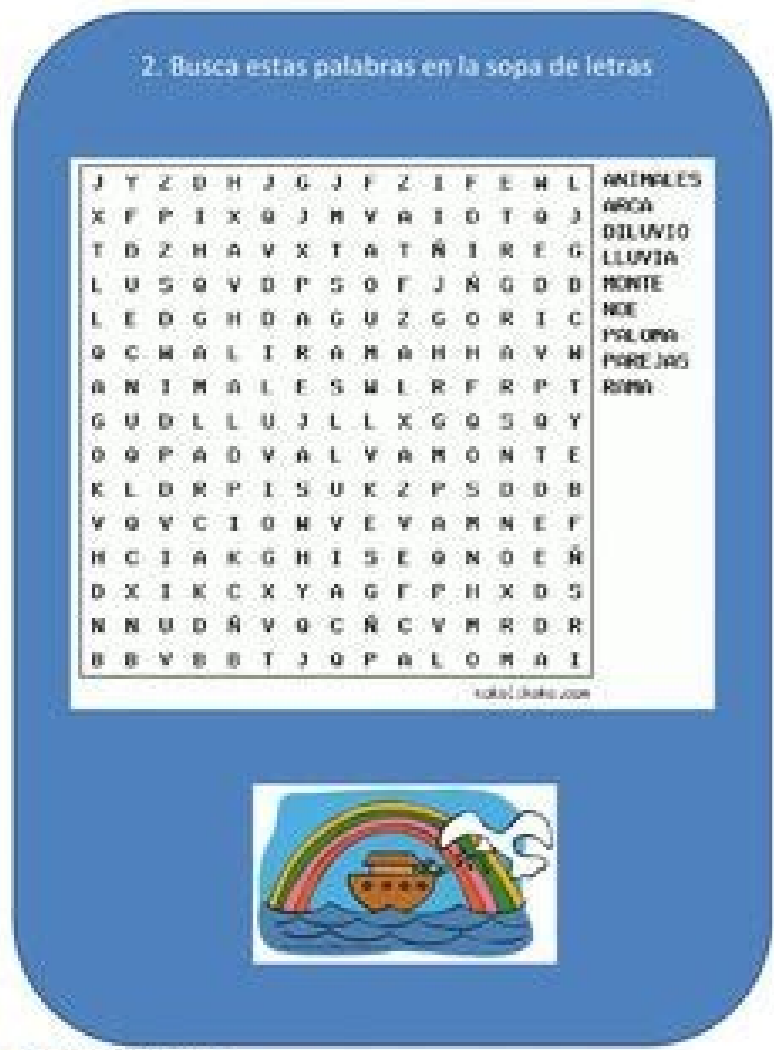 2. Busca estas palabras en la sopa de letras
J Y Z D H J G J F Z I F E W L
X F P I X Q J M V A I O T Q J
T D Z H A V X T A T Ñ I R E G
L U S Q V D P S O F J Ñ G D D
L E D G H D A G U Z G O R I C
Q C W A L I R A M A H H A V W
A N I M A L E S W L R F R P T
G U D L L U J L L X G Q S Q Y
O Q P A O V A L V A M O N T E
K L D R P I S U K Z P S D D B
V Q V C I O W V E V A M N E F
H C I A K G H I S E Q N O E Ñ
D X I K C X Y A G F P H X D S
N N U D Ñ V Q C Ñ C V M R D R
B B V B B T J Q P A L O M A I
ANIMALES
ARCA
DILUVIO
LLUVIA
MONTE
NOE
PALOMA
PAREJAS
RAMA